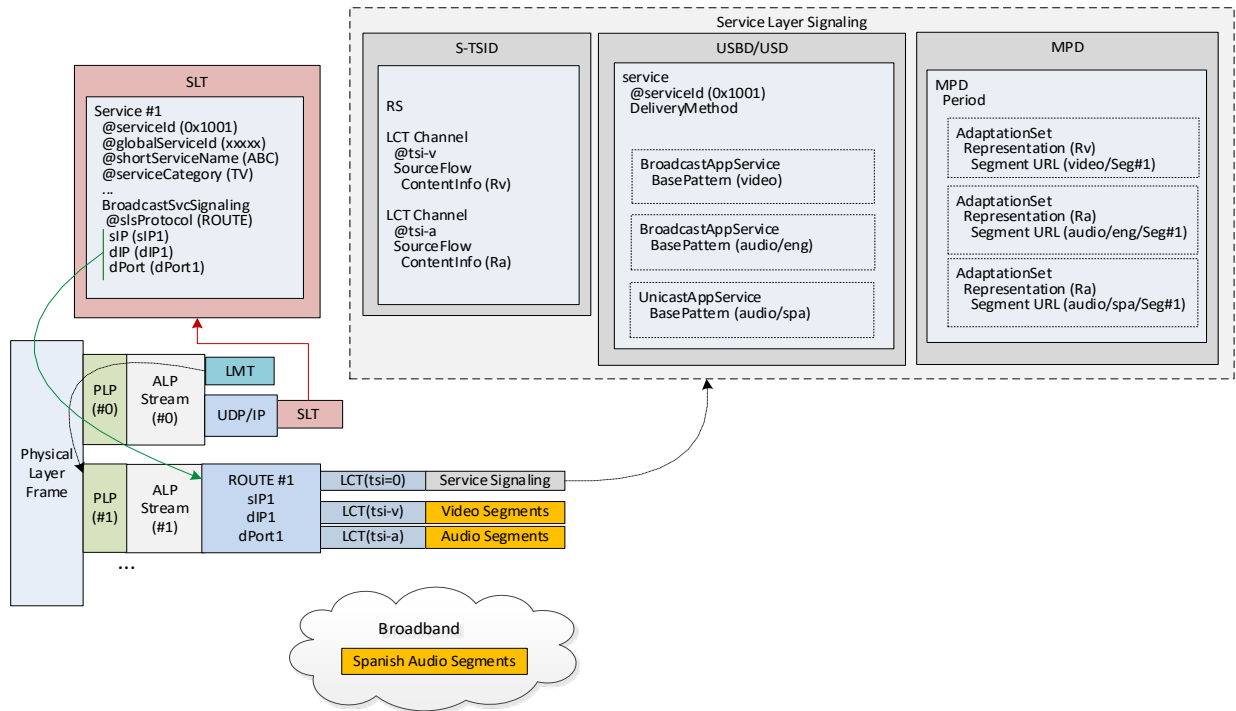 Service Layer Signaling
S-TSID
RS
LCT Channel
@tsi-v
SourceFlow
ContentInfo (Rv)
LCT Channel
@tsi-a
SourceFlow
ContentInfo (Ra)
USBD/USD
service
@serviceId (0x1001)
DeliveryMethod
BroadcastAppService
BasePattern (video)
BroadcastAppService
BasePattern (audio/eng)
UnicastAppService
BasePattern (audio/spa)
MPD
MPD
Period
AdaptationSet
Representation (Rv)
Segment URL (video/Seg#1)
AdaptationSet
Representation (Ra)
Segment URL (audio/eng/Seg#1)
AdaptationSet
Representation (Ra)
Segment URL (audio/spa/Seg#1)
SLT
Service #1
@serviceId (0x1001)
@globalServiceId (xxxxx)
@shortServiceName (ABC)
@serviceCategory (TV)
...
BroadcastSvcSignaling
@slsProtocol (ROUTE)
sIP (sIP1)
dIP (dIP1)
dPort (dPort1)
Physical
Layer
Frame
PLP
(#0)
ALP
Stream
(#0)
LMT
UDP/IP
SLT
PLP
(#1)
ALP
Stream
(#1)
ROUTE #1
sIP1
dIP1
dPort1
LCT(tsi=0)
Service Signaling
LCT(tsi-v)
Video Segments
LCT(tsi-a)
Audio Segments
...
Broadband
Spanish Audio Segments